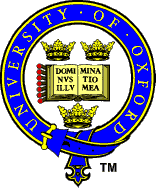 UNIVERSITY · OF · OXFORD
DOMI MINA
NVS TIO
ILLV MEA
TM